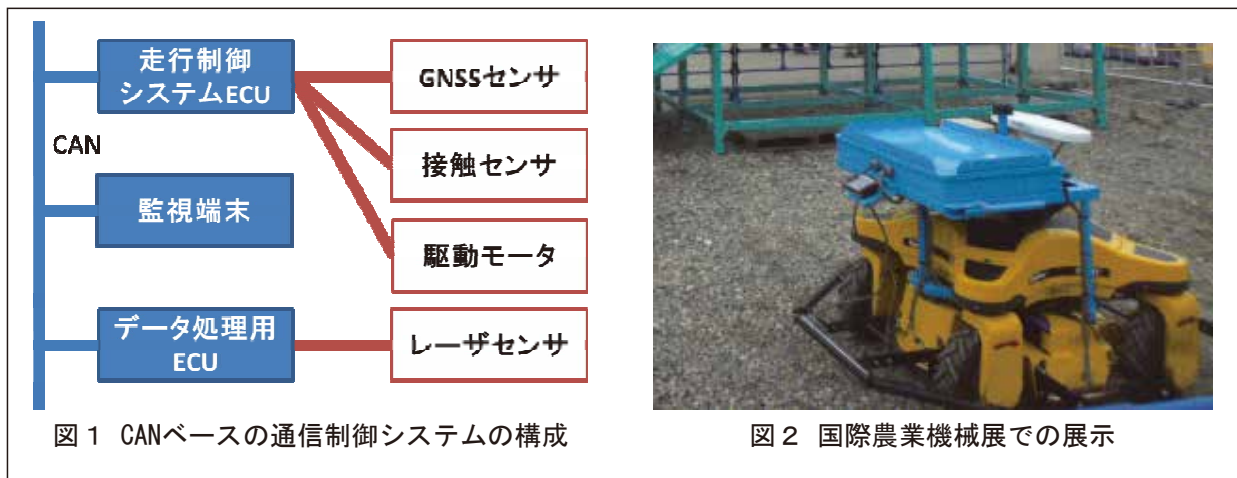 走行制御
システムECU
GNSSセンサ
CAN
接触センサ
監視端末
駆動モータ
データ処理用
ECU
レーザセンサ
図1 CANベースの通信制御システムの構成
図2 国際農業機械展での展示